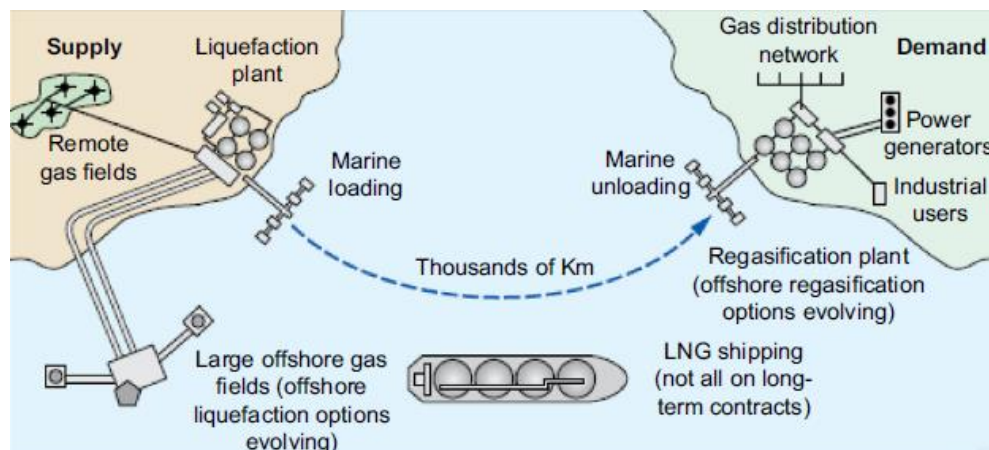 Supply
Liquefaction
plant
Remote
gas fields
Marine
loading
Gas distribution
network
Demand
Power
generators
Marine
unloading
Industrial
users
Thousands of Km
Regasification plant
(offshore regasification
options evolving)
Large offshore gas
fields (offshore
liquefaction options
evolving)
LNG shipping
(not all on long-
term contracts)